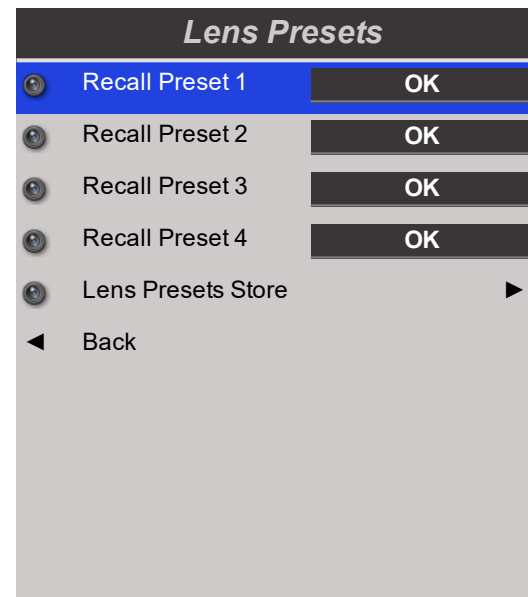 Lens Presets
Recall Preset 1 OK
Recall Preset 2 OK
Recall Preset 3 OK
Recall Preset 4 OK
Lens Presets Store ►
◄ Back